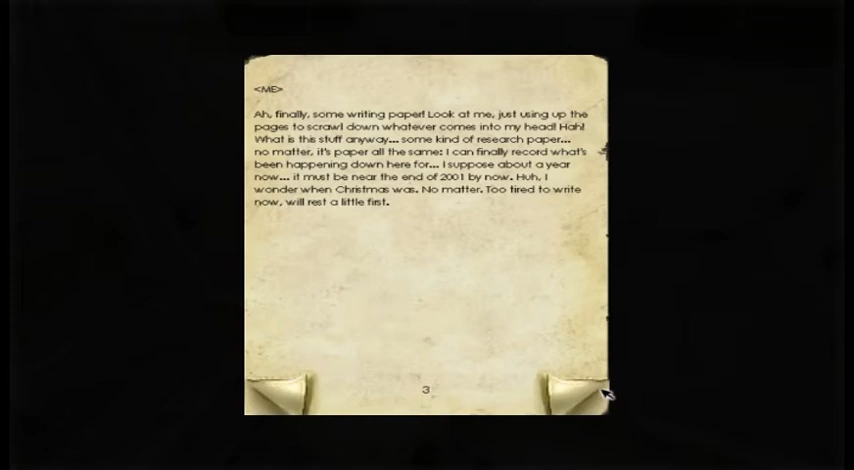 <ME>
Ah, finally, some writing paper! Look at me, just using up the
pages to scrawl down whatever comes into my head! Hah!
What is this stuff anyway... some kind of research paper...
no matter, it's paper all the same: I can finally record what's
been happening down here for... I suppose about a year
now... it must be near the end of 2001 by now. Huh, I
wonder when Christmas was. No matter. Too tired to write
now, will rest a little first.
3